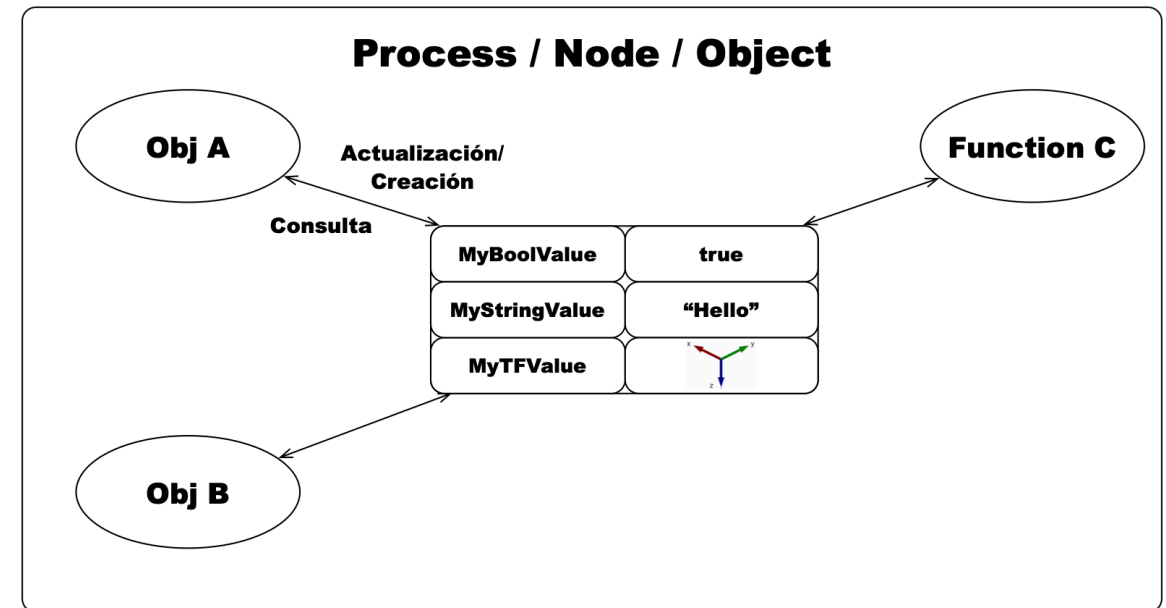 Process / Node / Object
Obj A
Actualización/
Creación
Consulta
Function C
MyBoolValue
true
MyStringValue
“Hello”
MyTFValue
x
y
z
Obj B